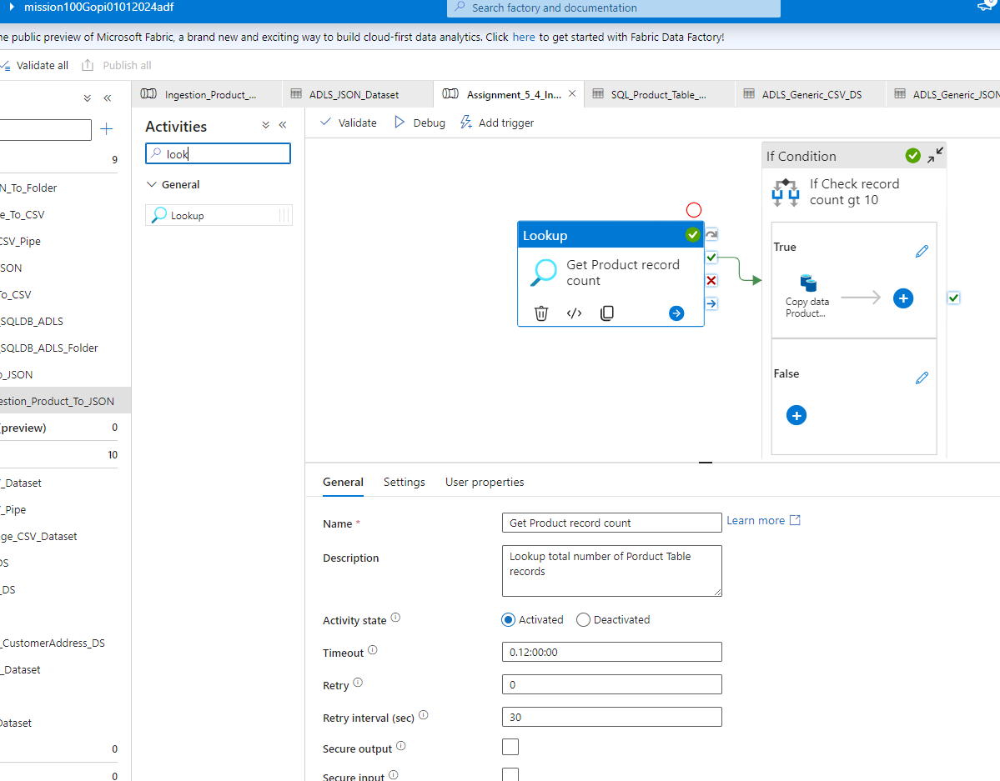 mission100Gopi01012024adf
Search factory and documentation
he public preview of Microsoft Fabric, a brand new and exciting way to build cloud-first data analytics. Click here to get started with Fabric Data Factory!
Validate all
Publish all
Ingestion_Product_...
ADLS_JSON_Dataset
Assignment_5_4_In...
SQL_Product_Table_...
ADLS_Generic_CSV_DS
ADLS_Generic_JSON
9
N_To_Folder
e_To_CSV
CSV_Pipe
SON
To_CSV
_SQLDB_ADLS
_SQLDB_ADLS_Folder
o_JSON
estion_Product_To_JSON
(preview)
0
10
_Dataset
_Pipe
ge_CSV_Dataset
DS
_DS
_CustomerAddress_DS
_Dataset
Dataset
0
0
Activities
look
General
Lookup
Validate
Debug
Add trigger
Lookup
Get Product record
count
If Condition
If Check record
count gt 10
True
Copy data
Product...
False
General
Settings
User properties
Name *
Get Product record count
Learn more
Description
Lookup total number of Porduct Table
records
Activity state
Activated
Deactivated
Timeout
0.12:00:00
Retry
0
Retry interval (sec)
30
Secure output
Secure input